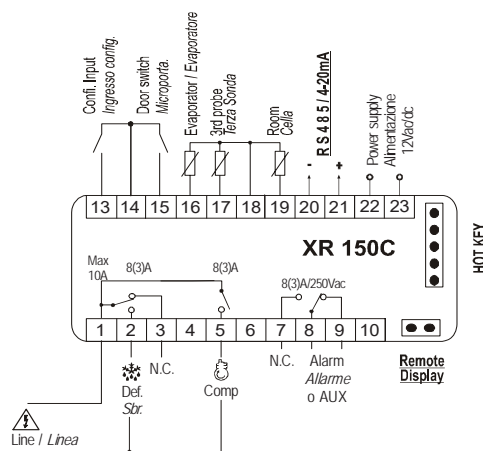 Confi. Input
Ingresso config.
Door switch
Microporta.
Evaporator / Evaporatore
3rd probe
Terza Sonda
Room
Cella
RS485/4-20mA
Power supply
Alimentazione
12Vac/dc
- +
13 14 15 16 17 18 19 20 21 22 23
XR 150C
HOT KEY
Max
10A
8(3)A
8(3)A
8(3)A/250Vac
1 2 3 4 5 6 7 8 9 10
N.C.
Def.
Sbr.
Comp
N.C.
Alarm
Allarme
o AUX
Remote
Display
Line / Linea